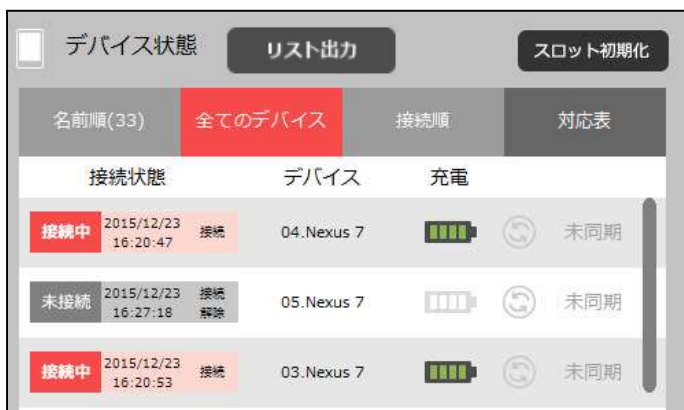 デバイス状態 リスト出力 スロット初期化
名前順(33) 全てのデバイス 接続順 対応表
接続状態 デバイス 充電
接続中 2015/12/23 16:20:47 接続 04.Nexus 7 未同期
未接続 2015/12/23 16:27:18 接続解除 05.Nexus 7 未同期
接続中 2015/12/23 16:20:53 接続 03.Nexus 7 未同期